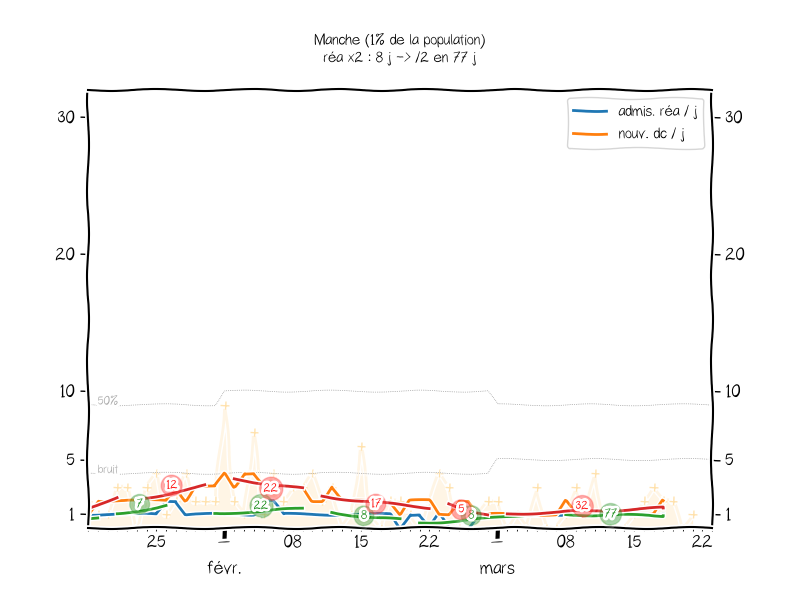 Manche (1% de la population)
réa x2 : 8 j -> /2 en 77 j
admis. réa / j
nouv. dc / j
30 30
20 20
10 10
50%
bruit
5 5
12 22 17 5 32
7 22 8 8 77
1 1
25 1 08 15 22 1 08 15 22
févr. mars